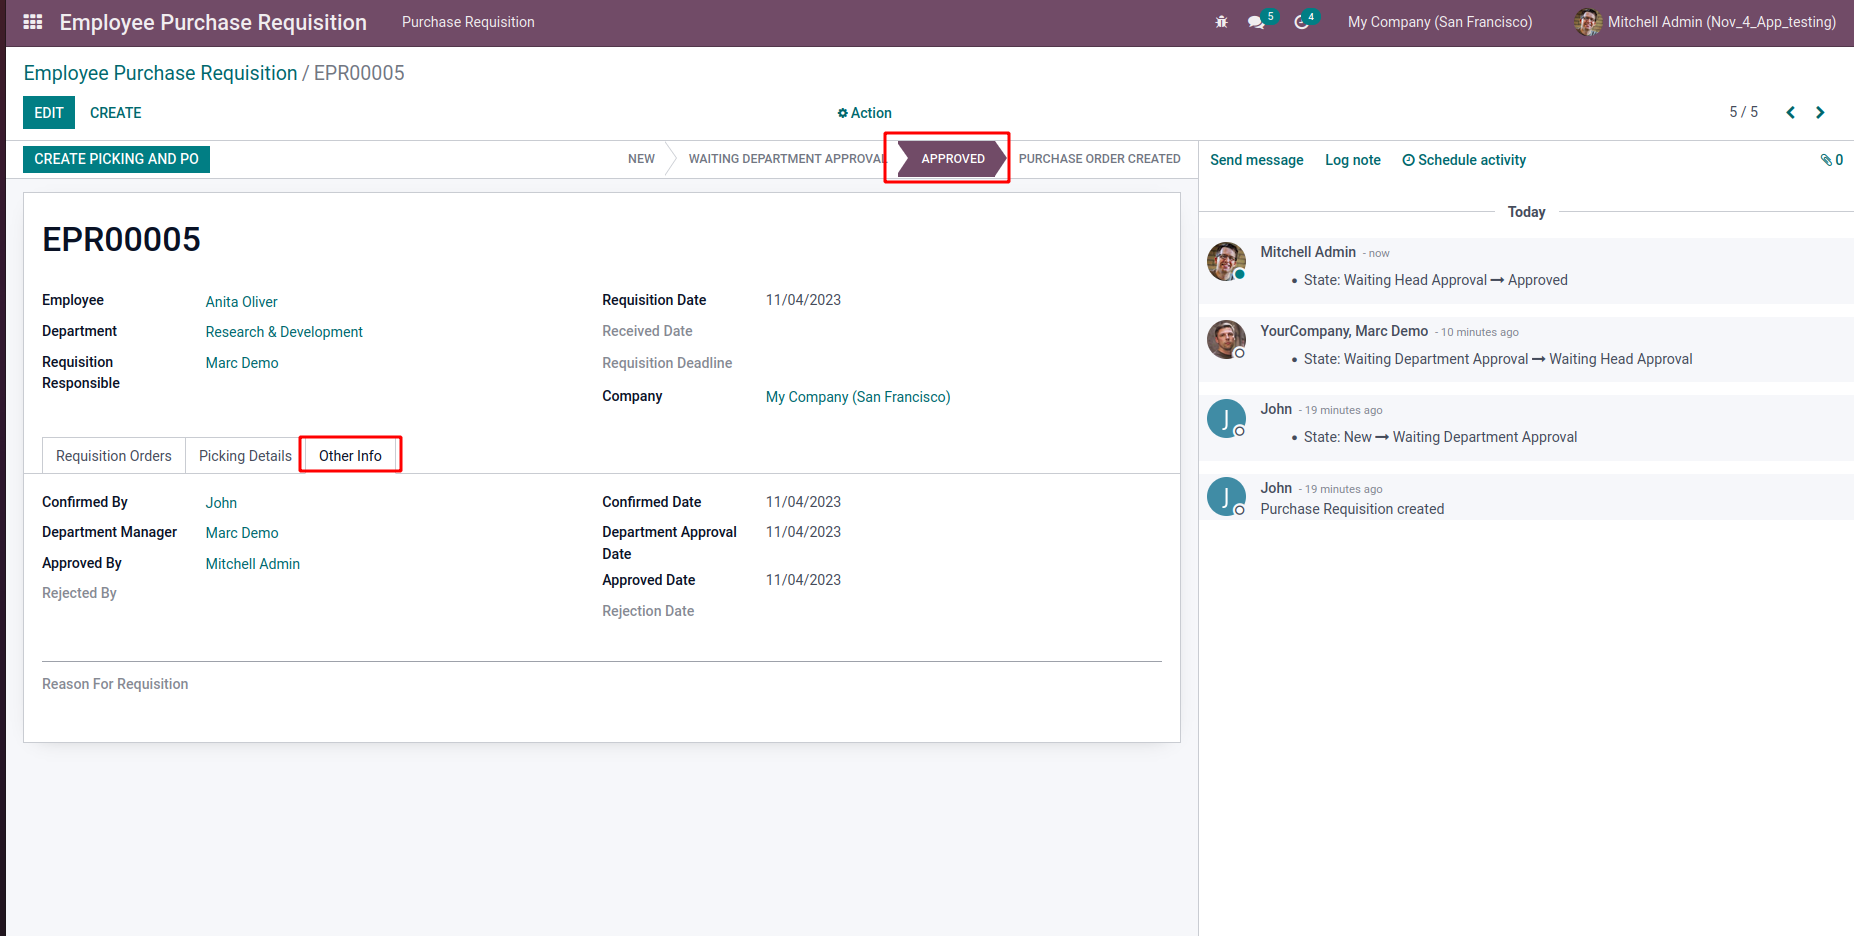 Employee Purchase Requisition Purchase Requisition 5 4 My Company (San Francisco) Mitchell Admin (Nov_4_App_testing)
Employee Purchase Requisition / EPR00005
EDIT CREATE Action 5 / 5
CREATE PICKING AND PO NEW WAITING DEPARTMENT APPROVAL APPROVED PURCHASE ORDER CREATED
EPR00005
Employee Anita Oliver
Department Research & Development
Requisition Responsible Marc Demo
Requisition Date 11/04/2023
Received Date
Requisition Deadline
Company My Company (San Francisco)
Requisition Orders Picking Details Other Info
Confirmed By John
Department Manager Marc Demo
Approved By Mitchell Admin
Rejected By
Confirmed Date 11/04/2023
Department Approval Date 11/04/2023
Approved Date 11/04/2023
Rejection Date
Reason For Requisition
Send message Log note Schedule activity 0
Today
Mitchell Admin - now
• State: Waiting Head Approval → Approved
YourCompany, Marc Demo - 10 minutes ago
• State: Waiting Department Approval → Waiting Head Approval
J
John - 19 minutes ago
• State: New → Waiting Department Approval
J
John - 19 minutes ago
Purchase Requisition created